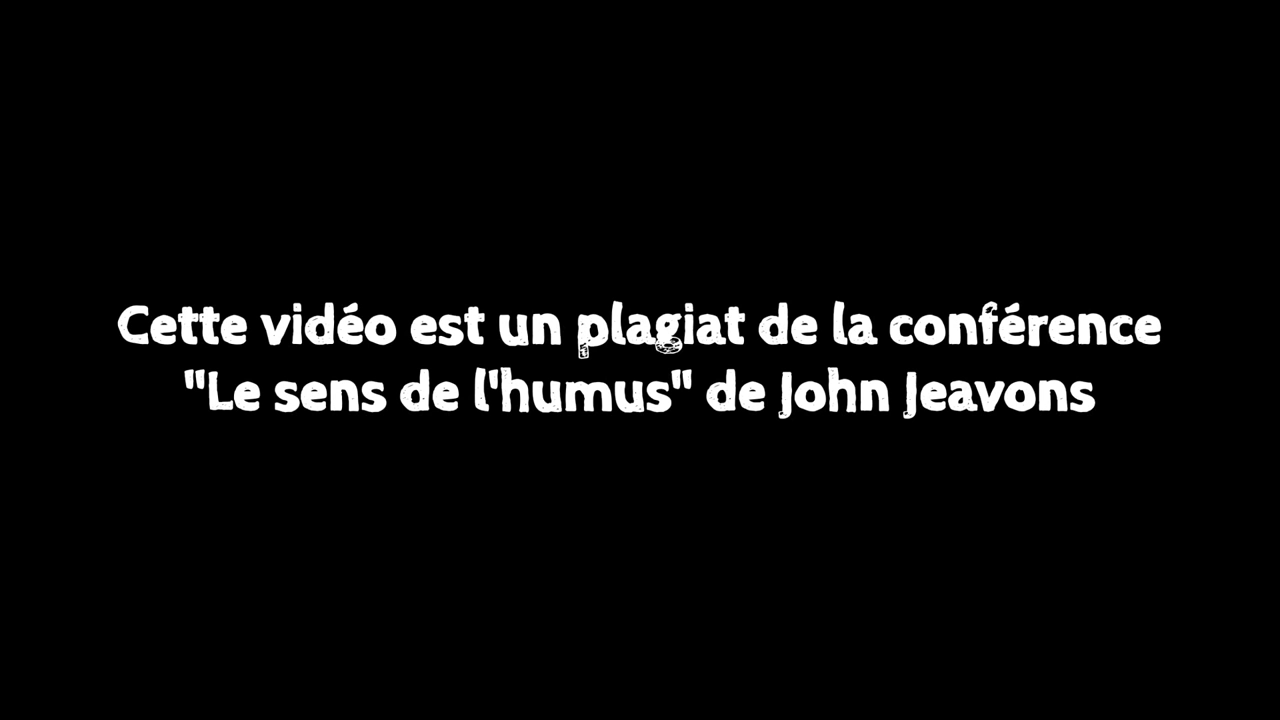 Cette vidéo est un plagiat de la conférence
"Le sens de l'humus" de John Jeavons